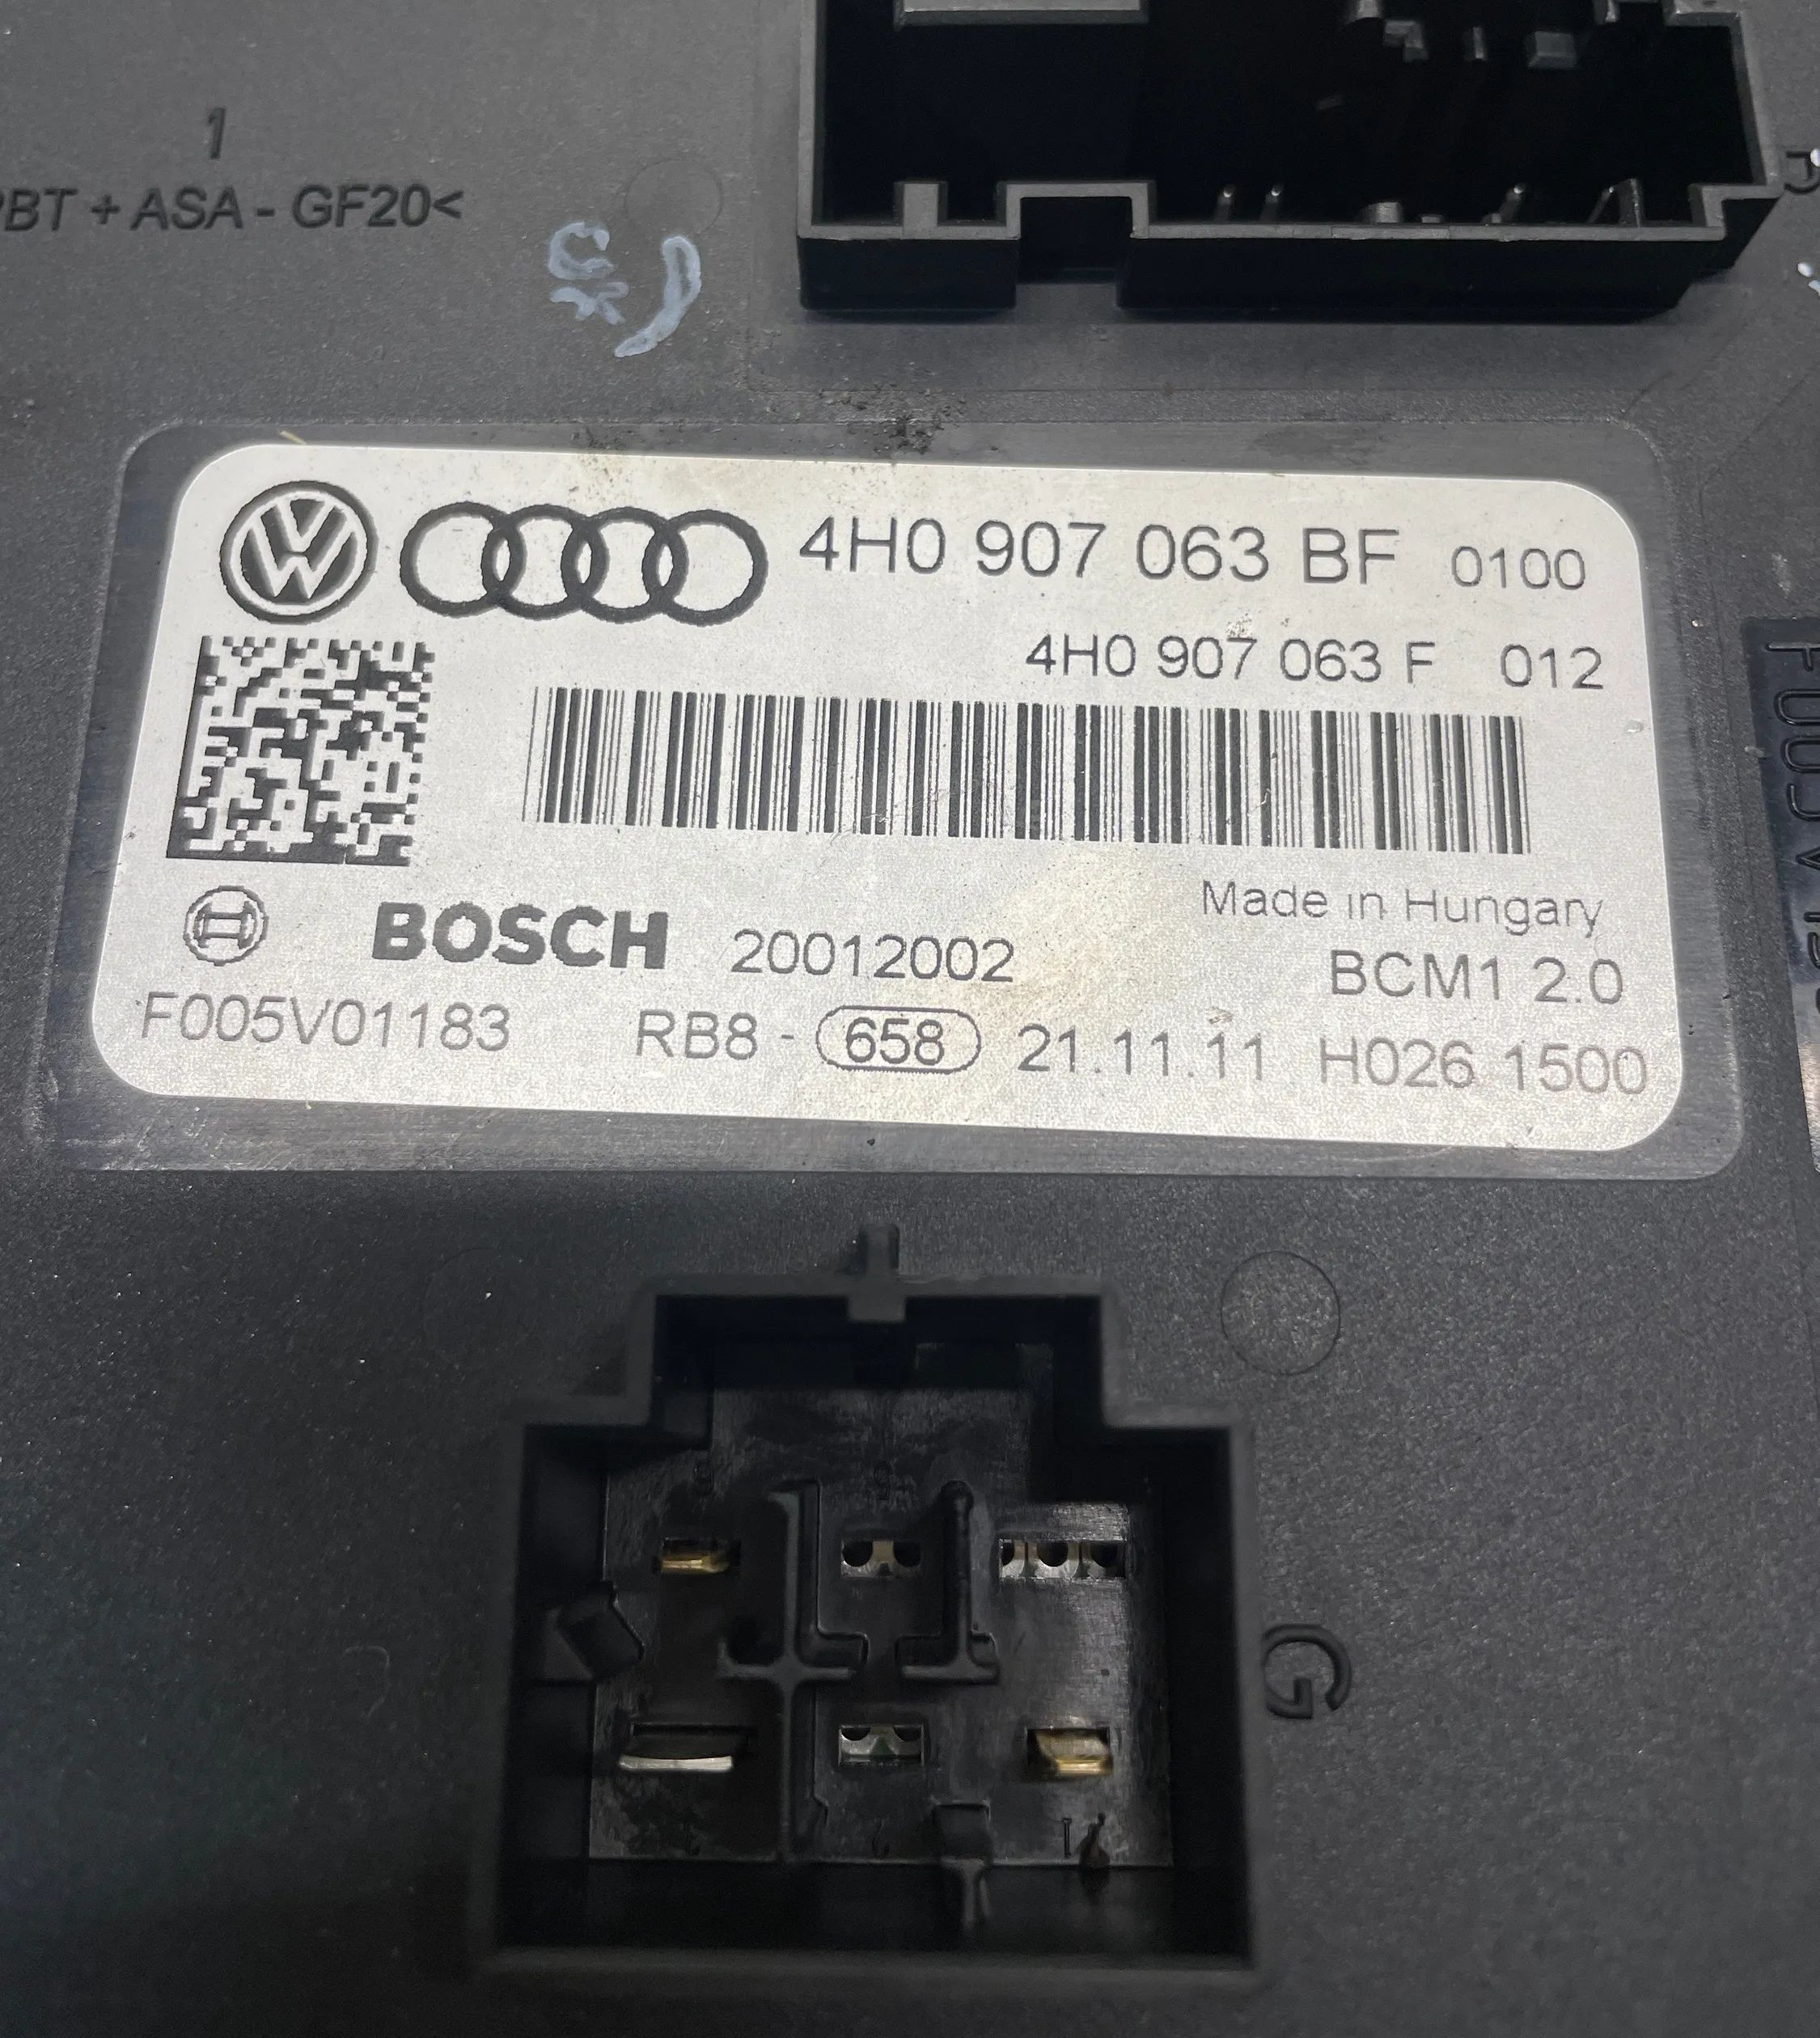 1
PBT + ASA - GF20<
4H0 907 063 BF 0100
4H0 907 063 F 012
Made in Hungary
BOSCH 20012002
BCM1 2.0
F005V01183 RB8 - 658 21.11.11 H026 1500
G